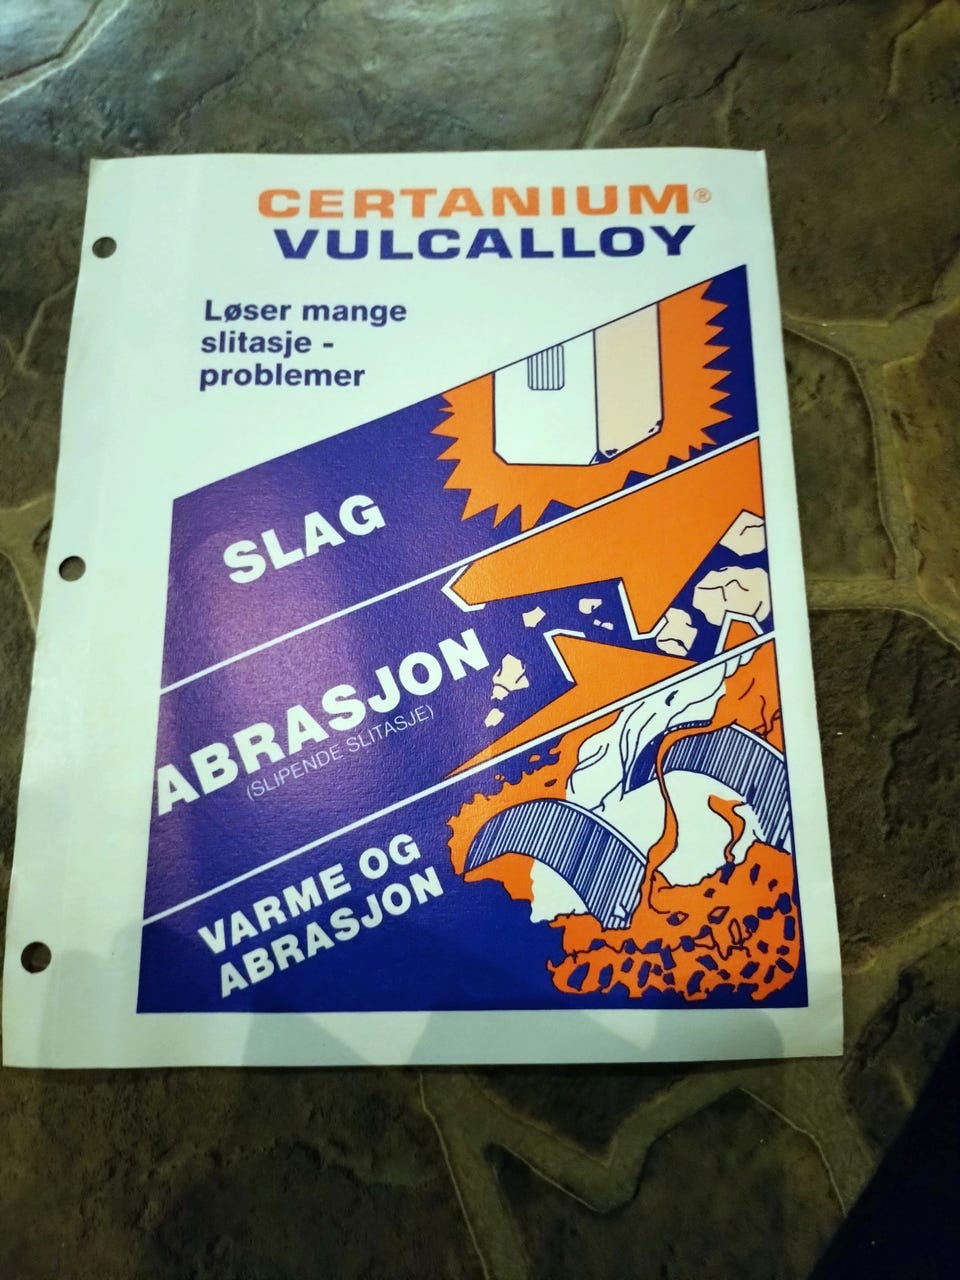 CERTANIUM®
VULCALLOY
Løser mange
slitasje -
problemer
SLAG
ABRASJON
(SLIPENDE SLITASJE)
VARME OG
ABRASJON